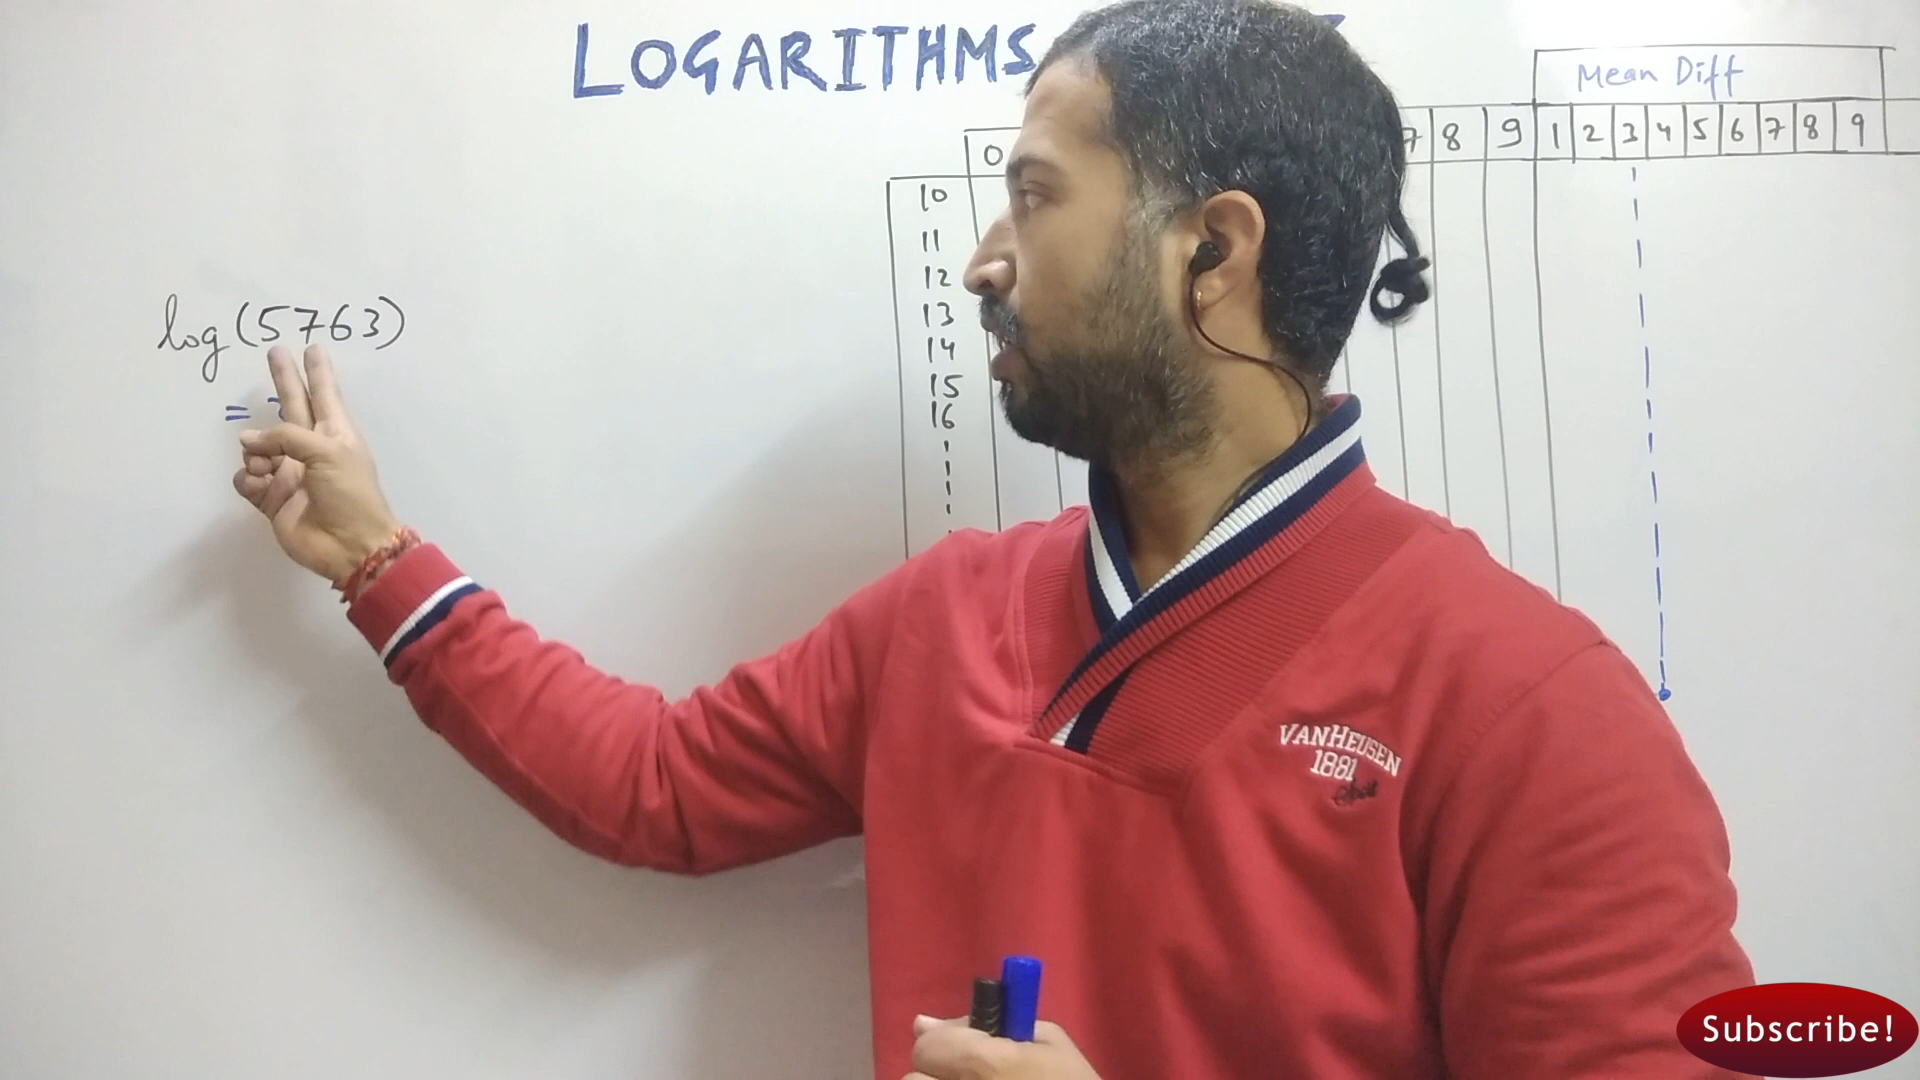 LOGARITHMS
Mean Diff
0 7 8 9 1 2 3 4 5 6 7 8 9
10
11
12
13
14
15
16
log (5763)
=
VANHEUSEN
1881
Subscribe!